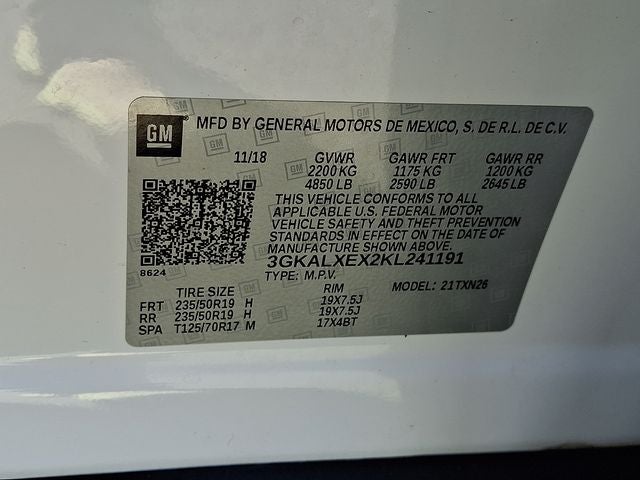 GM MFD BY GENERAL MOTORS DE MEXICO, S. DE R.L. DE C.V.
11/18 GVWR GAWR FRT GAWR RR
2200 KG 1175 KG 1200 KG
4850 LB 2590 LB 2645 LB
THIS VEHICLE CONFORMS TO ALL
APPLICABLE U.S. FEDERAL MOTOR
VEHICLE SAFETY AND THEFT PREVENTION
STANDARDS IN EFFECT ON THE DATE OF
MANUFACTURE SHOWN ABOVE.
8624
3GKALXEX2KL241191
TYPE: M.P.V.
TIRE SIZE RIM MODEL: 21TXN26
FRT 235/50R19 H 19X7.5J
RR 235/50R19 H 19X7.5J
SPA T125/70R17 M 17X4BT